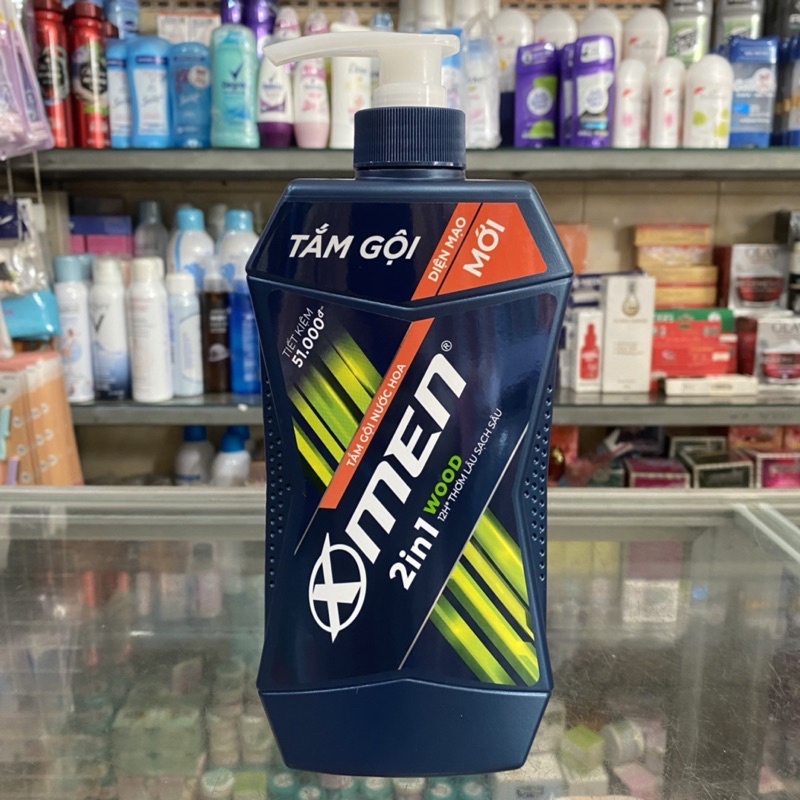 TẮM GỘI
DIỆN MẠO
MỚI
TIẾT KIỆM
51.000đ*
TẮM GỘI NƯỚC HOA
XMEN®
2in1 WOOD
12H* THƠM LÂU SẠCH SÂU
OLAY